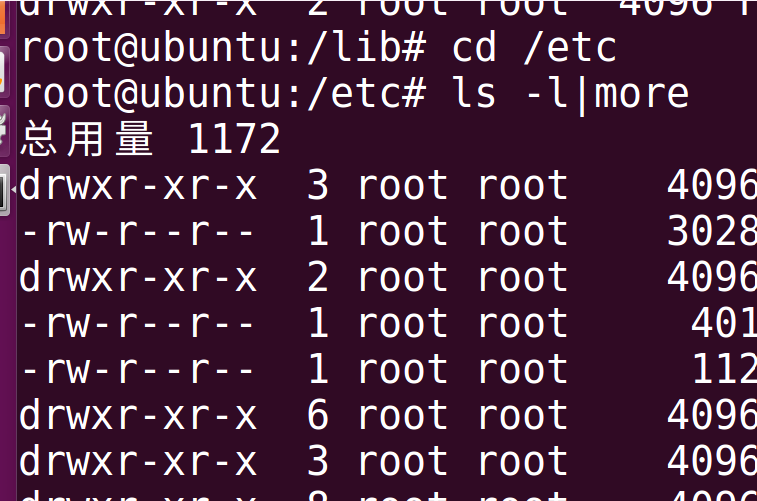 drwxr-xr-x  2 root root  4096
root@ubuntu:/lib# cd /etc
root@ubuntu:/etc# ls -l|more
总用量 1172
drwxr-xr-x  3 root root    4096
-rw-r--r--  1 root root    3028
drwxr-xr-x  2 root root    4096
-rw-r--r--  1 root root     401
-rw-r--r--  1 root root     112
drwxr-xr-x  6 root root    4096
drwxr-xr-x  3 root root    4096
drwxr-xr-x  8 root root    4096